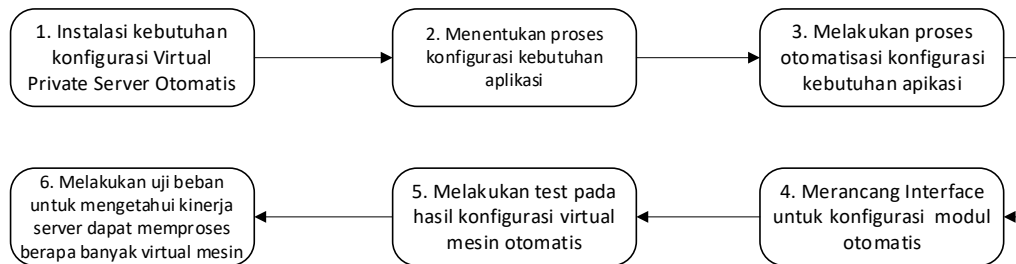 1. Instalasi kebutuhan
konfigurasi Virtual
Private Server Otomatis
2. Menentukan proses
konfigurasi kebutuhan
aplikasi
3. Melakukan proses
otomatisasi konfigurasi
kebutuhan apikasi
4. Merancang Interface
untuk konfigurasi modul
otomatis
5. Melakukan test pada
hasil konfigurasi virtual
mesin otomatis
6. Melakukan uji beban
untuk mengetahui kinerja
server dapat memproses
berapa banyak virtual mesin